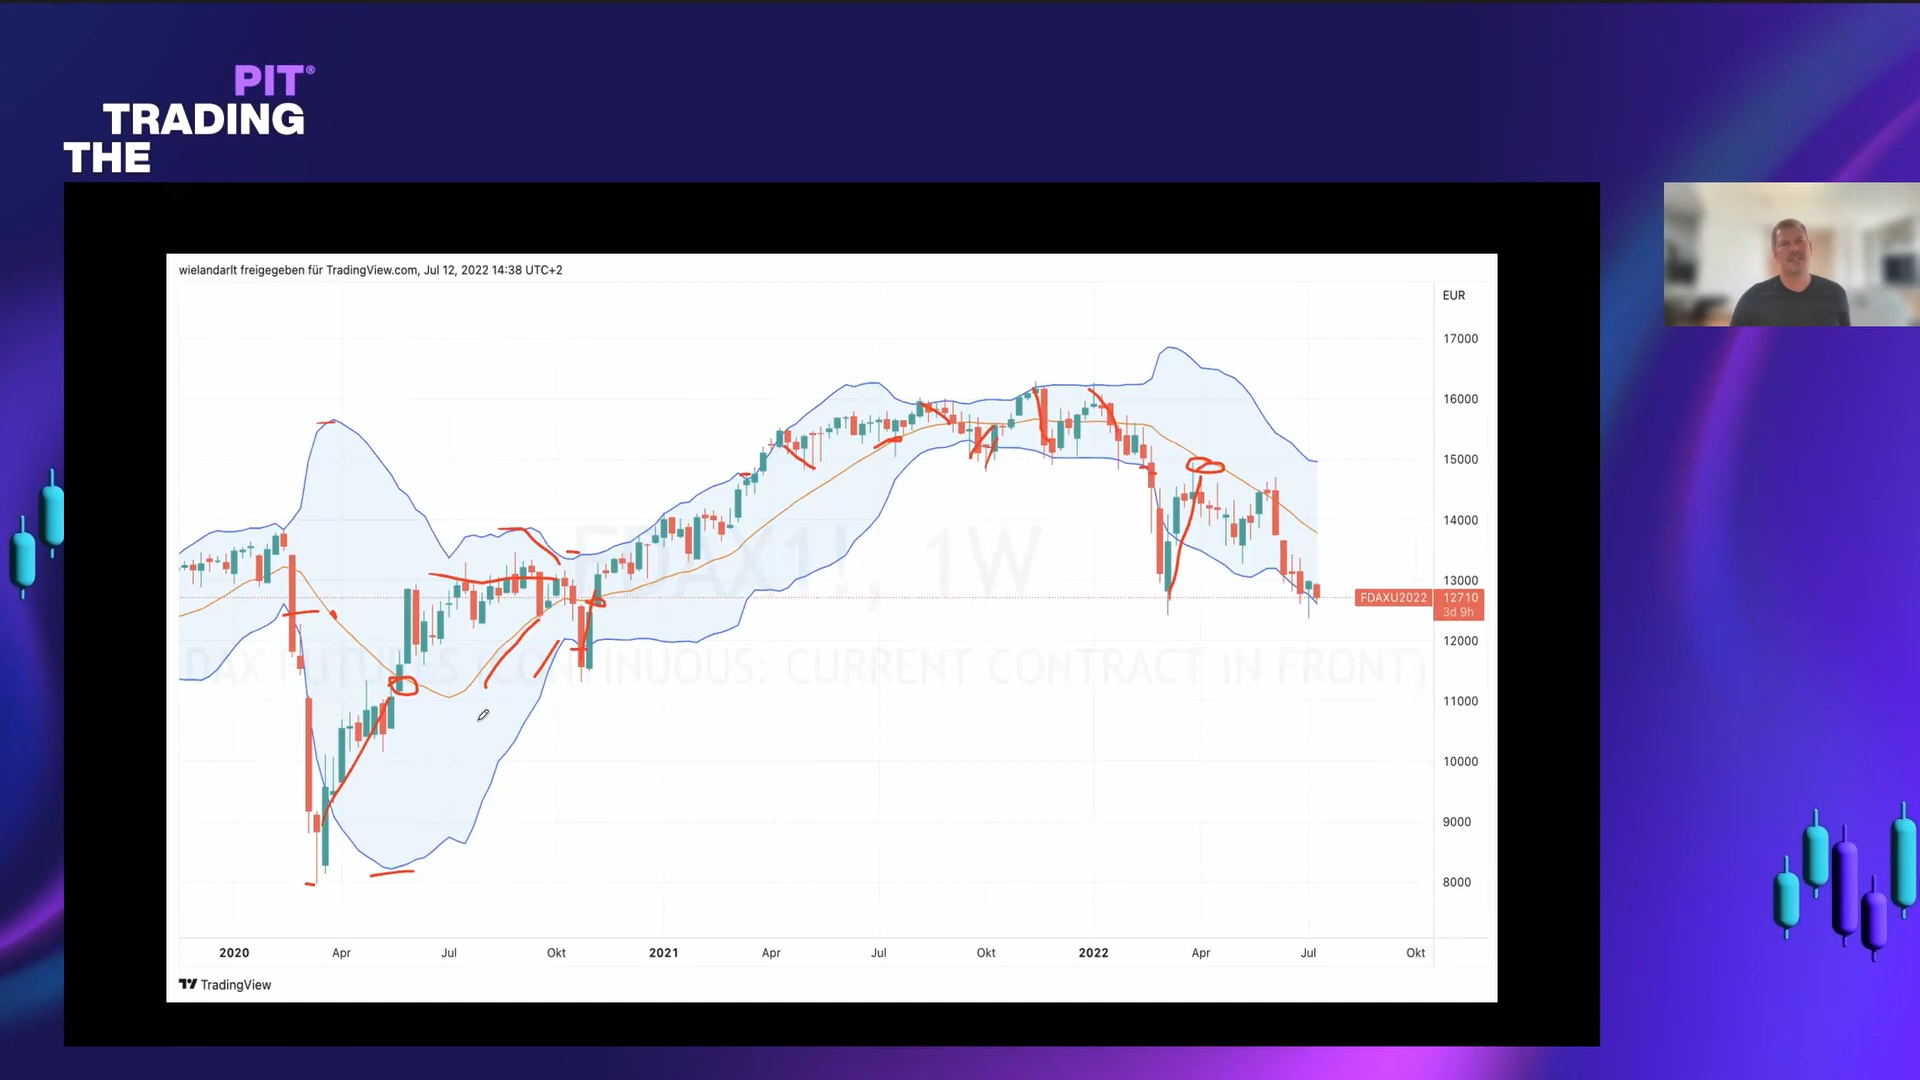 PIT®
TRADING
THE
wielandarlt freigegeben für TradingView.com, Jul 12, 2022 14:38 UTC+2
EUR
17000
16000
15000
14000
13000
FDAXU2022 12710
3d 9h
12000
11000
10000
9000
8000
FDAX1!, 1W
DAX FUTURES (CONTINUOUS: CURRENT CONTRACT IN FRONT)
2020 Apr Jul Okt 2021 Apr Jul Okt 2022 Apr Jul Okt
TradingView